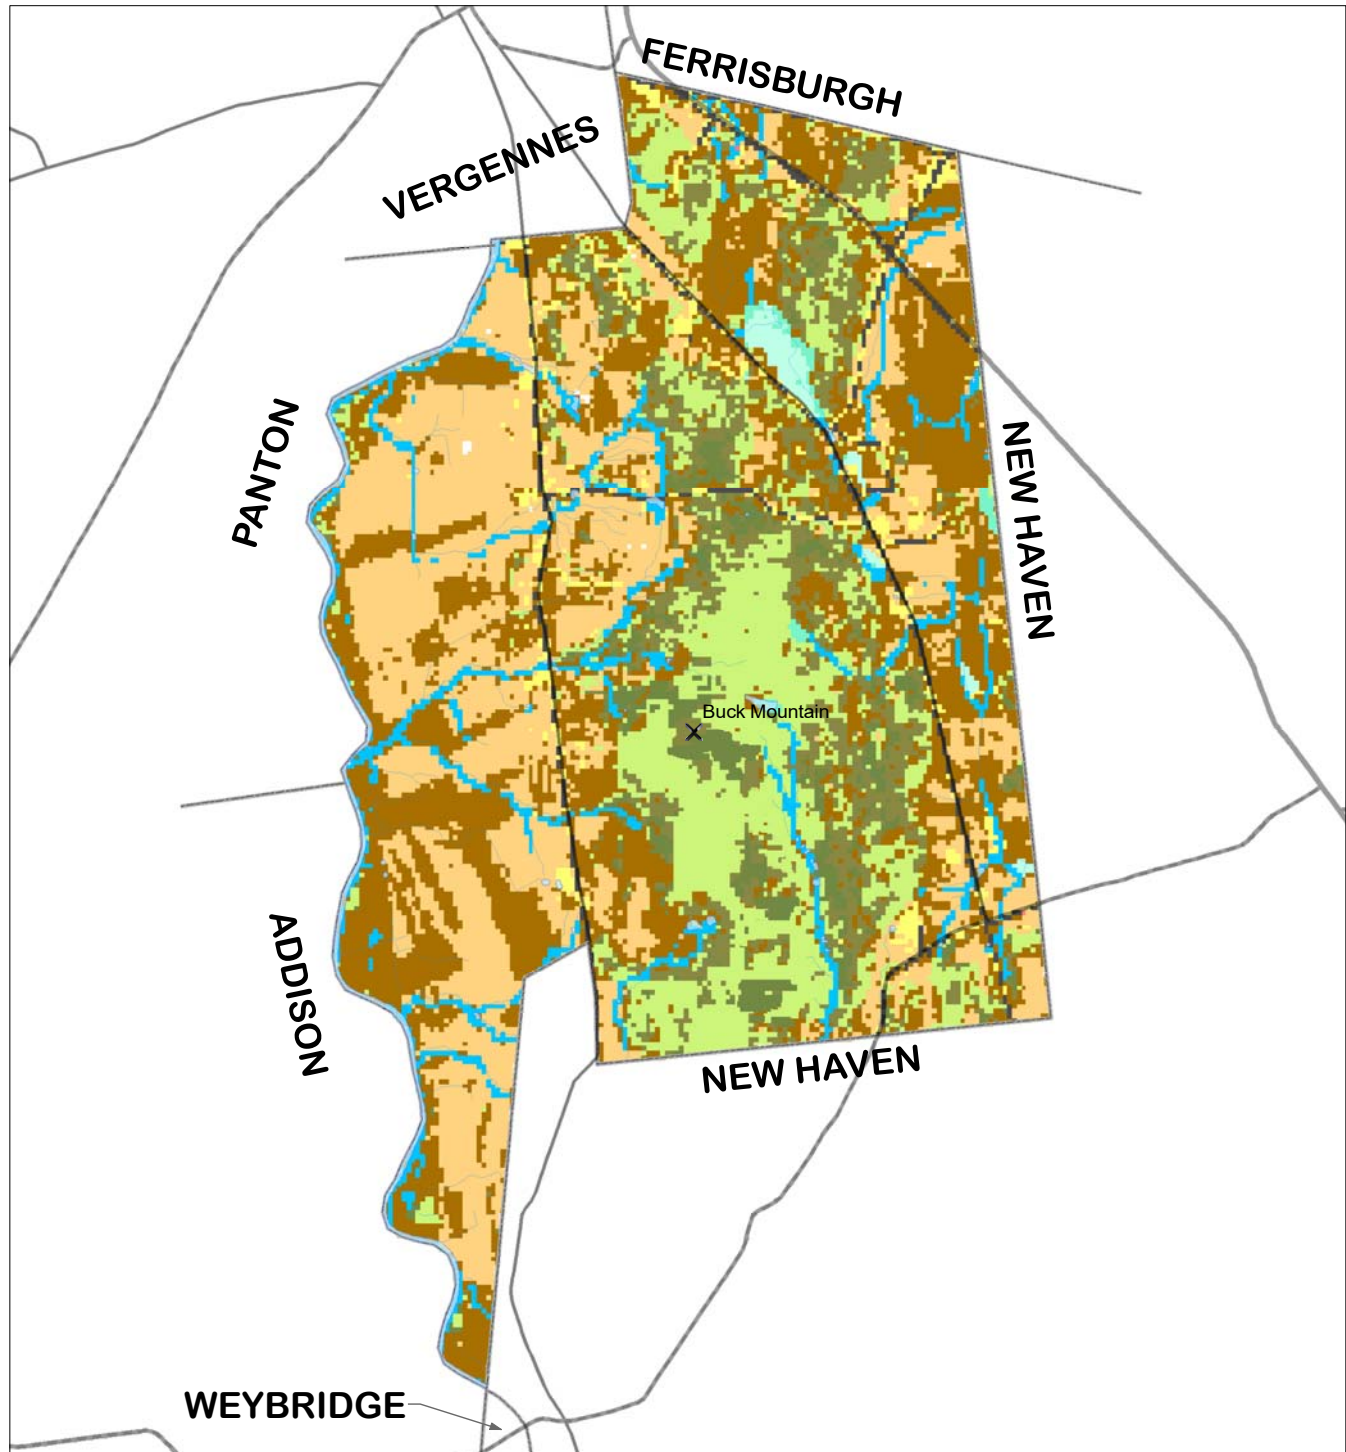 FERRISBURGH
VERGENNES
PANTON
NEW HAVEN
Buck Mountain
ADDISON
NEW HAVEN
WEYBRIDGE